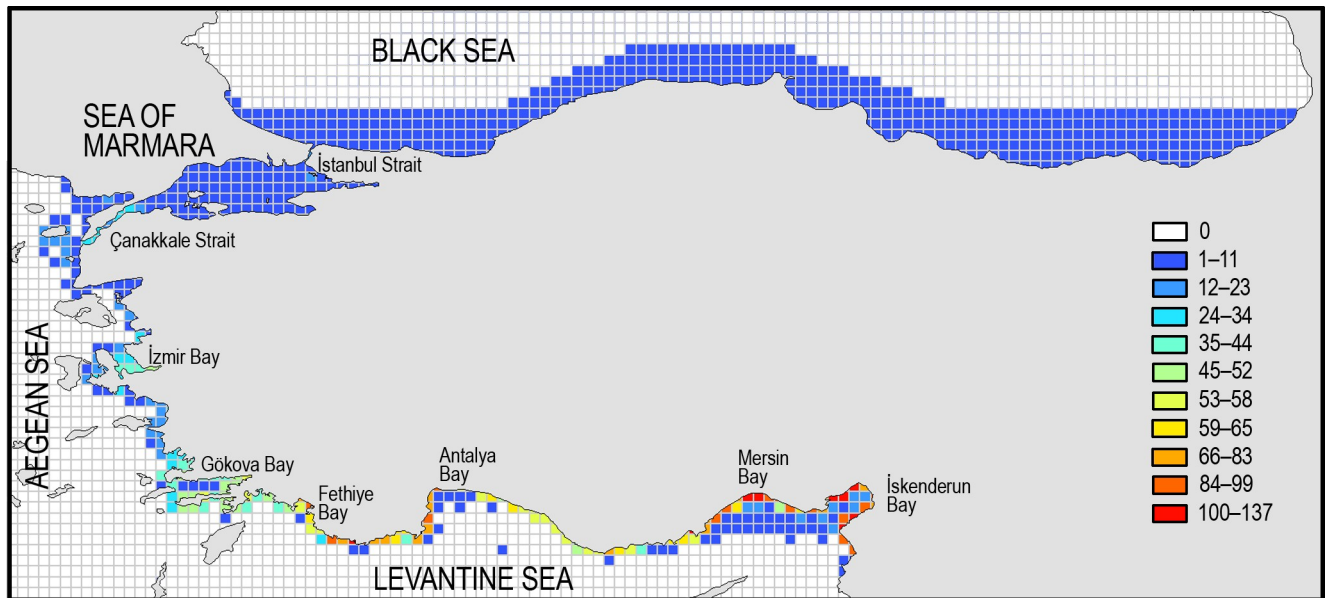 BLACK SEA
SEA OF
MARMARA
İstanbul Strait
Çanakkale Strait
AEGEAN SEA
İzmir Bay
Gökova Bay
Fethiye
Bay
Antalya
Bay
Mersin
Bay
İskenderun
Bay
LEVANTINE SEA
0
1–11
12–23
24–34
35–44
45–52
53–58
59–65
66–83
84–99
100–137